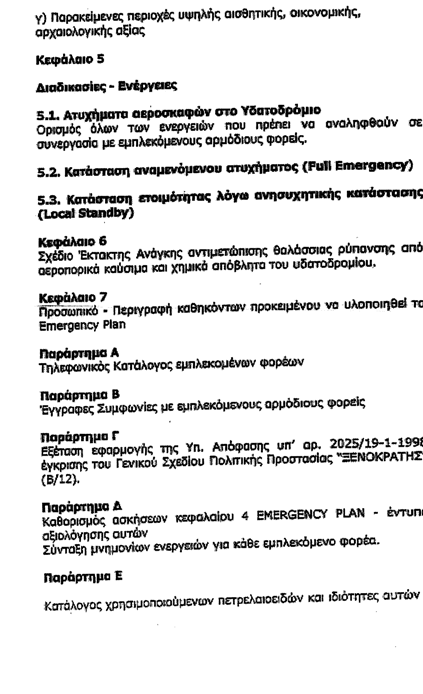 γ) Παρακείμενες περιοχές υψηλής αισθητικής, οικονομικής,
αρχαιολογικής αξίας
Κεφάλαιο 5
Διαδικασίες - Ενέργειες
5.1. Ατυχήματα αεροσκαφών στο Υδατοδρόμιο
Ορισμός όλων των ενεργειών που πρέπει να αναληφθούν σε
συνεργασία με εμπλεκόμενους αρμόδιους φορείς.
5.2. Κατάσταση αναμενόμενου ατυχήματος (Full Emergency)
5.3. Κατάσταση ετοιμότητας λόγω ανησυχητικής κατάστασης
(Local Standby)
Κεφάλαιο 6
Σχέδιο Έκτακτης Ανάγκης αντιμετώπισης θαλάσσιας ρύπανσης από
αεροπορικά καύσιμα και χημικά απόβλητα του υδατοδρομίου.
Κεφάλαιο 7
Προσωπικό - Περιγραφή καθηκόντων προκειμένου να υλοποιηθεί το
Emergency Plan
Παράρτημα Α
Τηλεφωνικός Κατάλογος εμπλεκομένων φορέων
Παράρτημα Β
Έγγραφες Συμφωνίες με εμπλεκόμενους αρμόδιους φορείς
Παράρτημα Γ
Εξέταση εφαρμογής της Υπ. Απόφασης υπ' αρ. 2025/19-1-1998
έγκρισης του Γενικού Σχεδίου Πολιτικής Προστασίας "ΞΕΝΟΚΡΑΤΗΣ"
(Β/12).
Παράρτημα Δ
Καθορισμός ασκήσεων κεφαλαίου 4 EMERGENCY PLAN - έντυπι
αξιολόγησης αυτών
Σύνταξη μνημονίων ενεργειών για κάθε εμπλεκόμενο φορέα.
Παράρτημα Ε
Κατάλογος χρησιμοποιούμενων πετρελαιοειδών και ιδιότητες αυτών